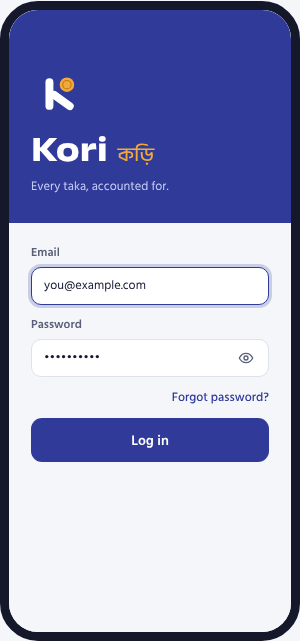 Kori কড়ি
Every taka, accounted for.
Email
you@example.com
Password
••••••••••
Forgot password?
Log in